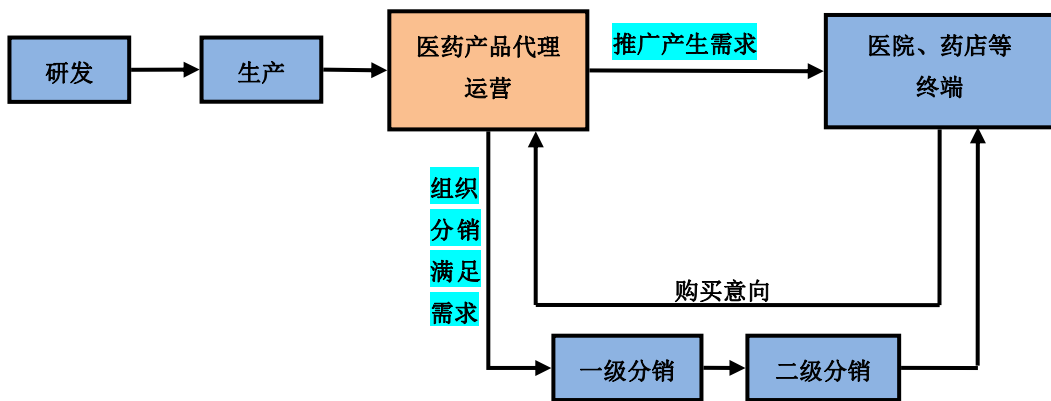 研发
生产
医药产品代理
运营
推广产生需求
医院、药店等
终端
组织
分销
满足
需求
购买意向
一级分销
二级分销